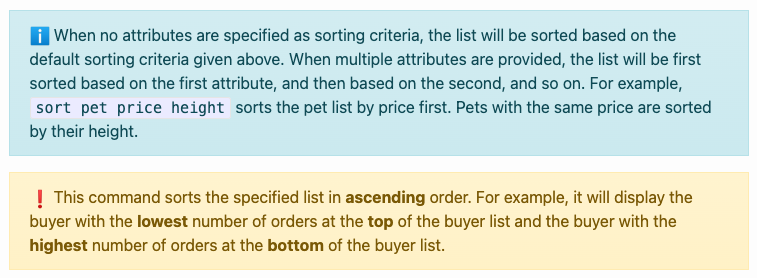 ℹ️ When no attributes are specified as sorting criteria, the list will be sorted based on the
default sorting criteria given above. When multiple attributes are provided, the list will be first
sorted based on the first attribute, and then based on the second, and so on. For example,
sort pet price height sorts the pet list by price first. Pets with the same price are sorted
by their height.
❗ This command sorts the specified list in ascending order. For example, it will display the
buyer with the lowest number of orders at the top of the buyer list and the buyer with the
highest number of orders at the bottom of the buyer list.